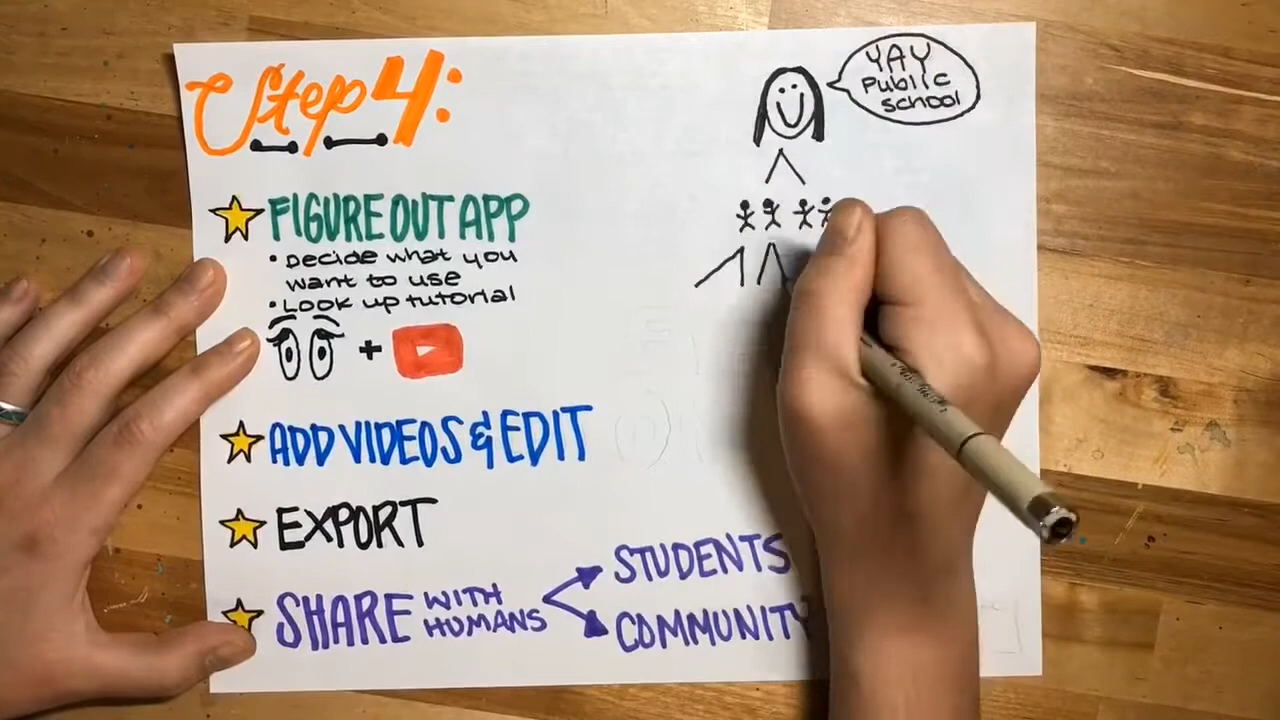 Step 4:
YAY
Public
school
FIGURE OUT APP
• Decide what you
want to use
• Look up tutorial
+
ADD VIDEOS & EDIT
EXPORT
SHARE WITH
HUMANS
STUDENTS
COMMUNITY